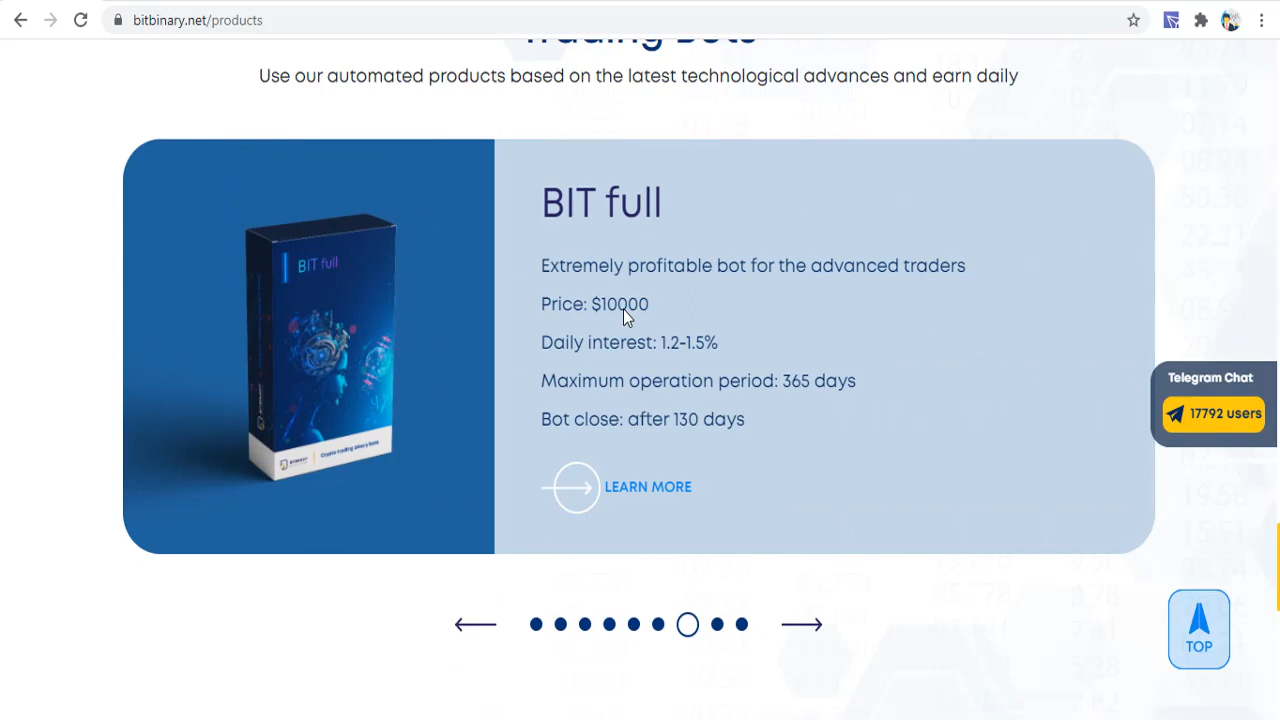 bitbinary.net/products
Trading Bots
Use our automated products based on the latest technological advances and earn daily
BIT full
BIT full
Extremely profitable bot for the advanced traders
Price: $10000
Daily interest: 1.2-1.5%
Maximum operation period: 365 days
Bot close: after 130 days
LEARN MORE
Telegram Chat
17792 users
TOP